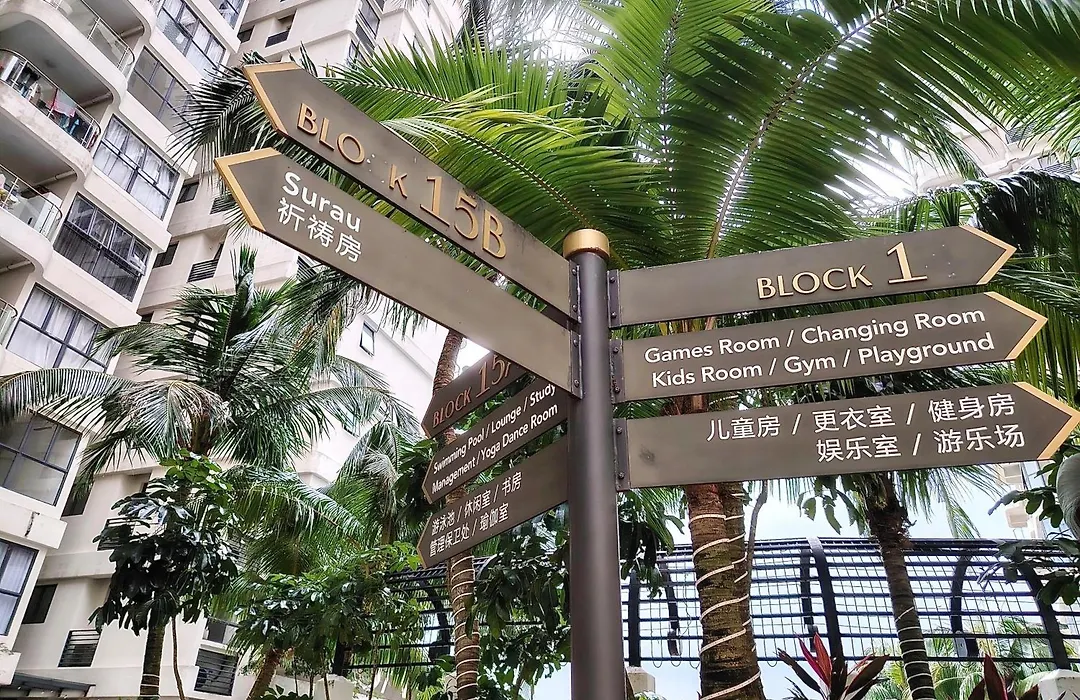 BLOCK 15B
Surau
祈祷房
BLOCK 15A
Swimming Pool / Lounge / Study
Management / Yoga Dance Room
游泳池 / 休闲室 / 书房
管理保卫处 / 瑜伽室
BLOCK 1
Games Room / Changing Room
Kids Room / Gym / Playground
儿童房 / 更衣室 / 健身房
娱乐室 / 游乐场